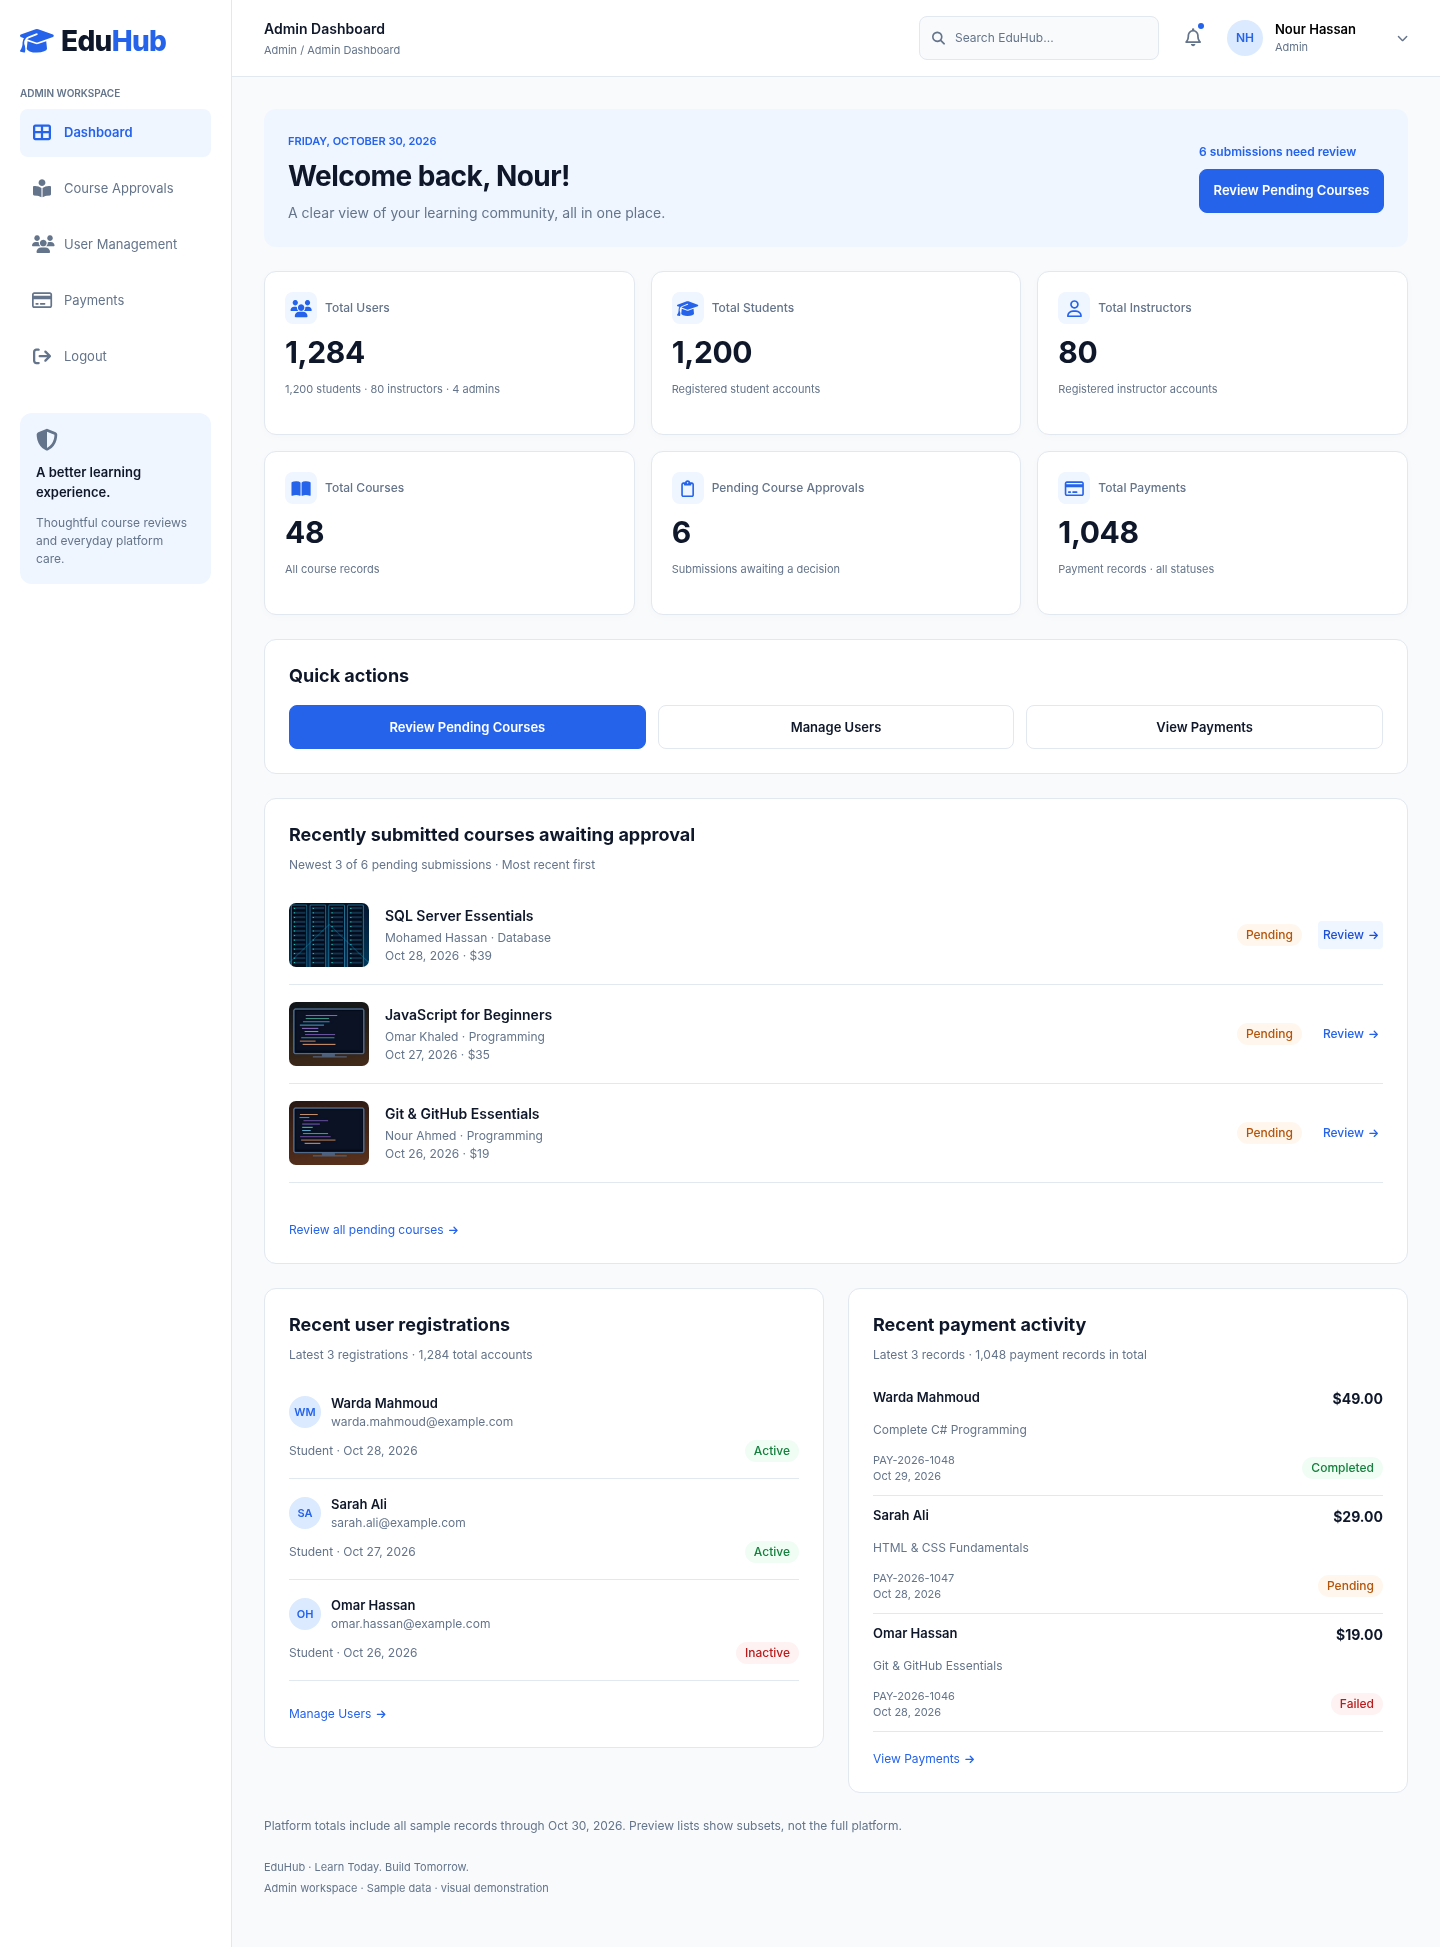 EduHub
ADMIN WORKSPACE
Dashboard
Course Approvals
User Management
Payments
Logout
A better learning
experience.
Thoughtful course reviews
and everyday platform
care.
Admin Dashboard
Admin / Admin Dashboard
Search EduHub...
NH
Nour Hassan
Admin
FRIDAY, OCTOBER 30, 2026
Welcome back, Nour!
A clear view of your learning community, all in one place.
6 submissions need review
Review Pending Courses
Total Users
1,284
1,200 students · 80 instructors · 4 admins
Total Students
1,200
Registered student accounts
Total Instructors
80
Registered instructor accounts
Total Courses
48
All course records
Pending Course Approvals
6
Submissions awaiting a decision
Total Payments
1,048
Payment records · all statuses
Quick actions
Review Pending Courses
Manage Users
View Payments
Recently submitted courses awaiting approval
Newest 3 of 6 pending submissions · Most recent first
SQL Server Essentials
Mohamed Hassan · Database
Oct 28, 2026 · $39
Pending
Review →
JavaScript for Beginners
Omar Khaled · Programming
Oct 27, 2026 · $35
Pending
Review →
Git & GitHub Essentials
Nour Ahmed · Programming
Oct 26, 2026 · $19
Pending
Review →
Review all pending courses →
Recent user registrations
Latest 3 registrations · 1,284 total accounts
WM
Warda Mahmoud
warda.mahmoud@example.com
Student · Oct 28, 2026
Active
SA
Sarah Ali
sarah.ali@example.com
Student · Oct 27, 2026
Active
OH
Omar Hassan
omar.hassan@example.com
Student · Oct 26, 2026
Inactive
Manage Users →
Recent payment activity
Latest 3 records · 1,048 payment records in total
Warda Mahmoud
$49.00
Complete C# Programming
PAY-2026-1048
Oct 29, 2026
Completed
Sarah Ali
$29.00
HTML & CSS Fundamentals
PAY-2026-1047
Oct 28, 2026
Pending
Omar Hassan
$19.00
Git & GitHub Essentials
PAY-2026-1046
Oct 28, 2026
Failed
View Payments →
Platform totals include all sample records through Oct 30, 2026. Preview lists show subsets, not the full platform.
EduHub · Learn Today. Build Tomorrow.
Admin workspace · Sample data · visual demonstration